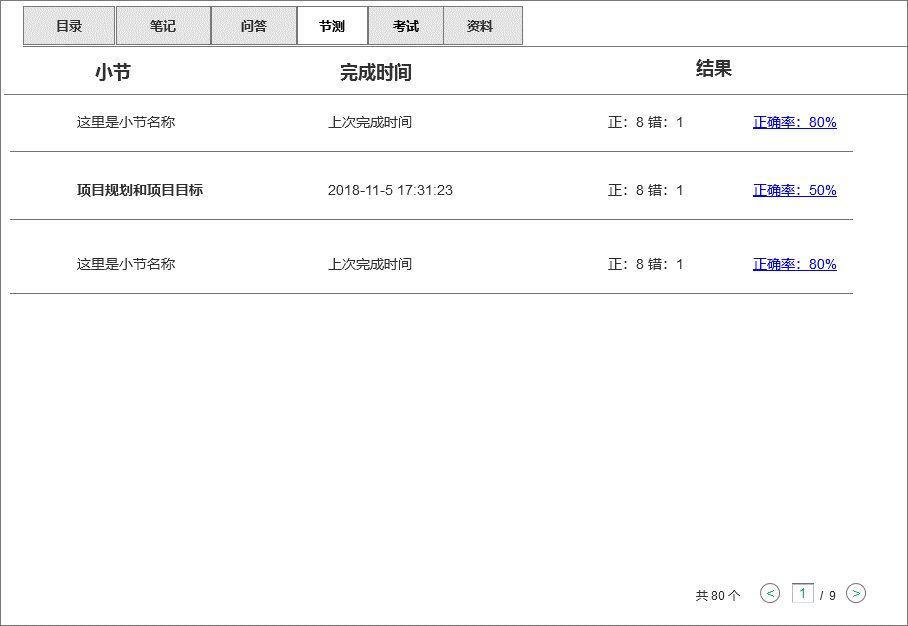 目录 笔记 问答 节测 考试 资料
小节 完成时间 结果
这里是小节名称 上次完成时间 正：8 错：1 正确率：80%
项目规划和项目目标 2018-11-5 17:31:23 正：8 错：1 正确率：50%
这里是小节名称 上次完成时间 正：8 错：1 正确率：80%
共 80 个 < 1 / 9 >